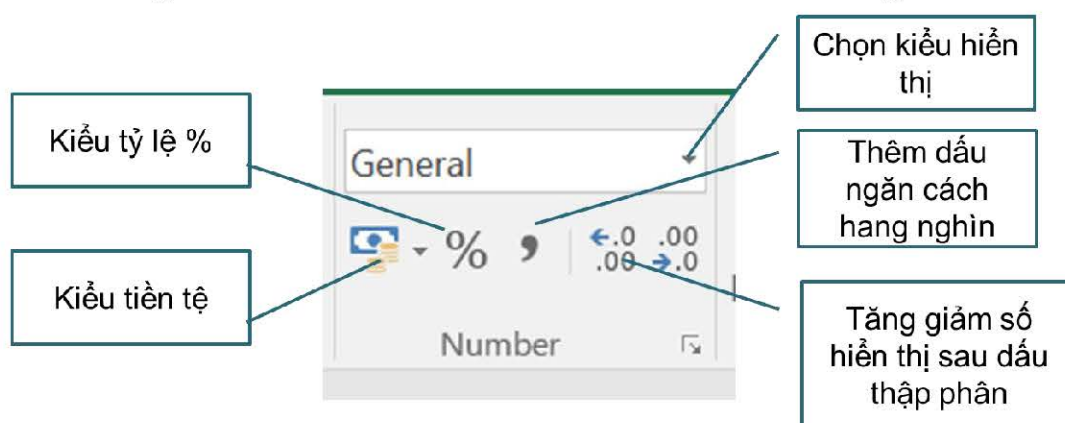 Chọn kiểu hiển
thị
Kiểu tỷ lệ %
General
Thêm dấu
ngăn cách
hang nghìn
% , ←.0 .00
.00 →.0
Kiểu tiền tệ
Number
Tăng giảm số
hiển thị sau dấu
thập phân